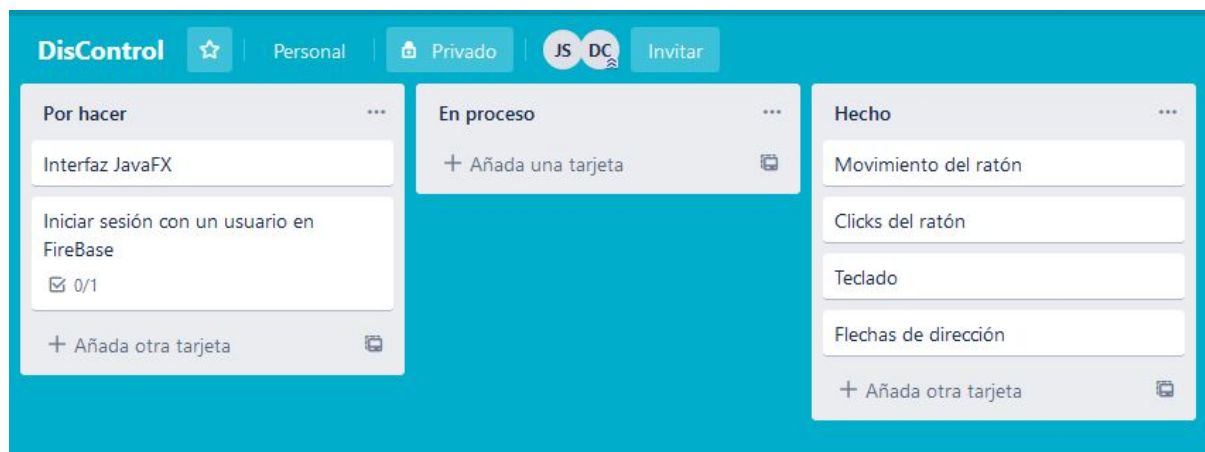 DisControl Personal Privado JS DC Invitar
Por hacer
Interfaz JavaFX
Iniciar sesión con un usuario en
FireBase
0/1
+ Añada otra tarjeta
En proceso
+ Añada una tarjeta
Hecho
Movimiento del ratón
Clicks del ratón
Teclado
Flechas de dirección
+ Añada otra tarjeta